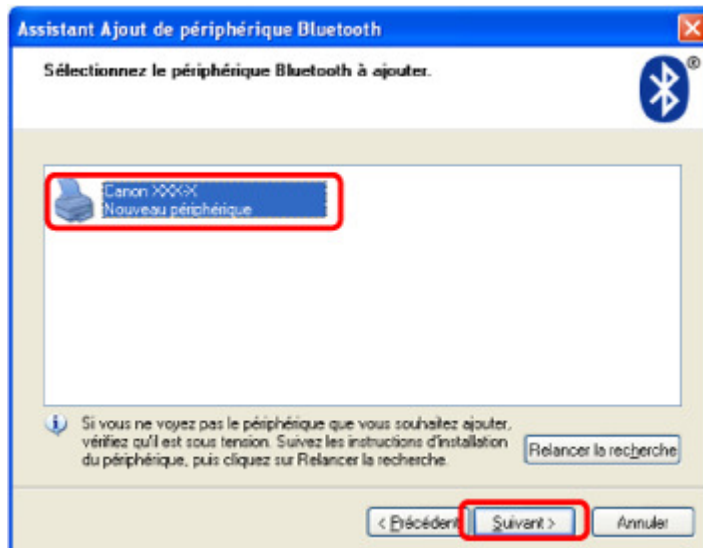 Assistant Ajout de périphérique Bluetooth
Sélectionnez le périphérique Bluetooth à ajouter.
®
Canon XXX-X
Nouveau périphérique
Si vous ne voyez pas le périphérique que vous souhaitez ajouter,
vérifiez qu'il est sous tension. Suivez les instructions d'installation
du périphérique, puis cliquez sur Relancer la recherche.
Relancer la recherche
< Précédent
Suivant >
Annuler